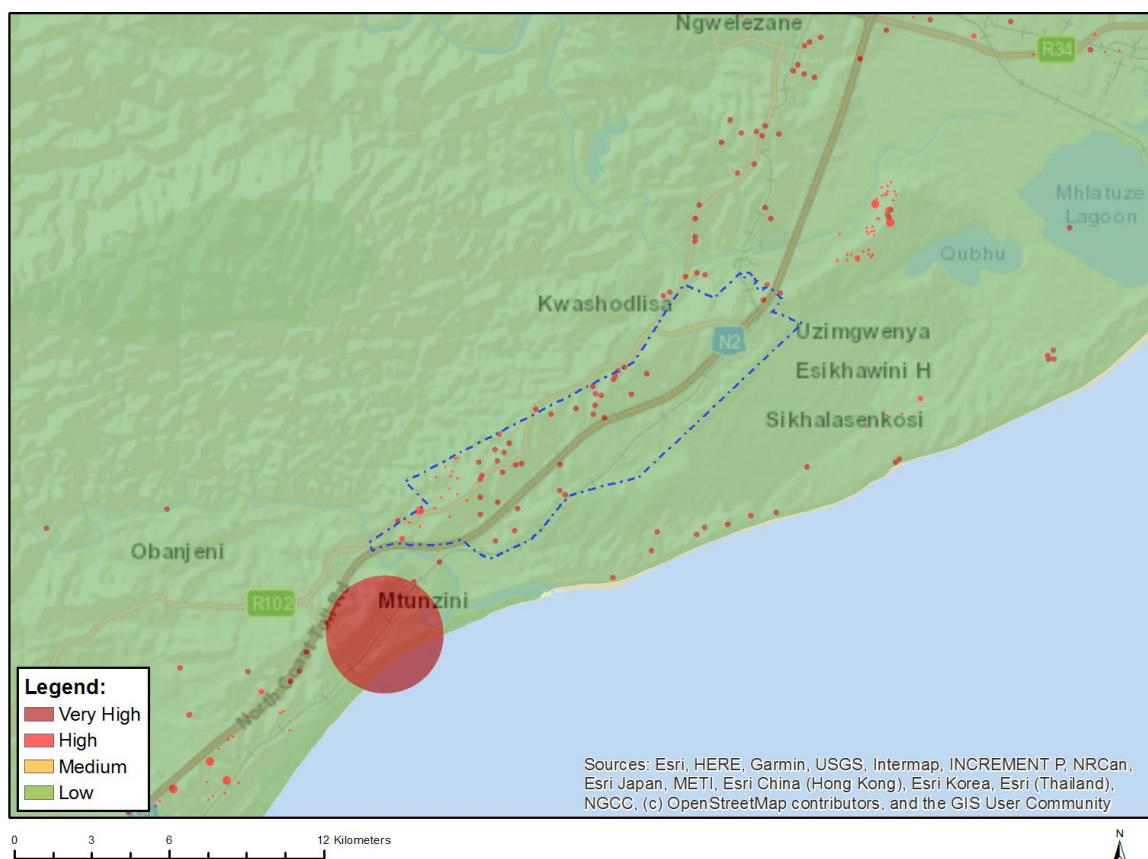 Ngwelezane
R34
Mhlatuze
Lagoon
Qubhu
Kwashodlisa
Uzimgwenya
N2
Esikhawini H
Sikhalasenkosi
Obanjeni
R102
Mtunzini
North Coast Toll Rd
Legend:
Very High
High
Medium
Low
Sources: Esri, HERE, Garmin, USGS, Intermap, INCREMENT P, NRCan,
Esri Japan, METI, Esri China (Hong Kong), Esri Korea, Esri (Thailand),
NGCC, (c) OpenStreetMap contributors, and the GIS User Community
0 3 6 12 Kilometers
N